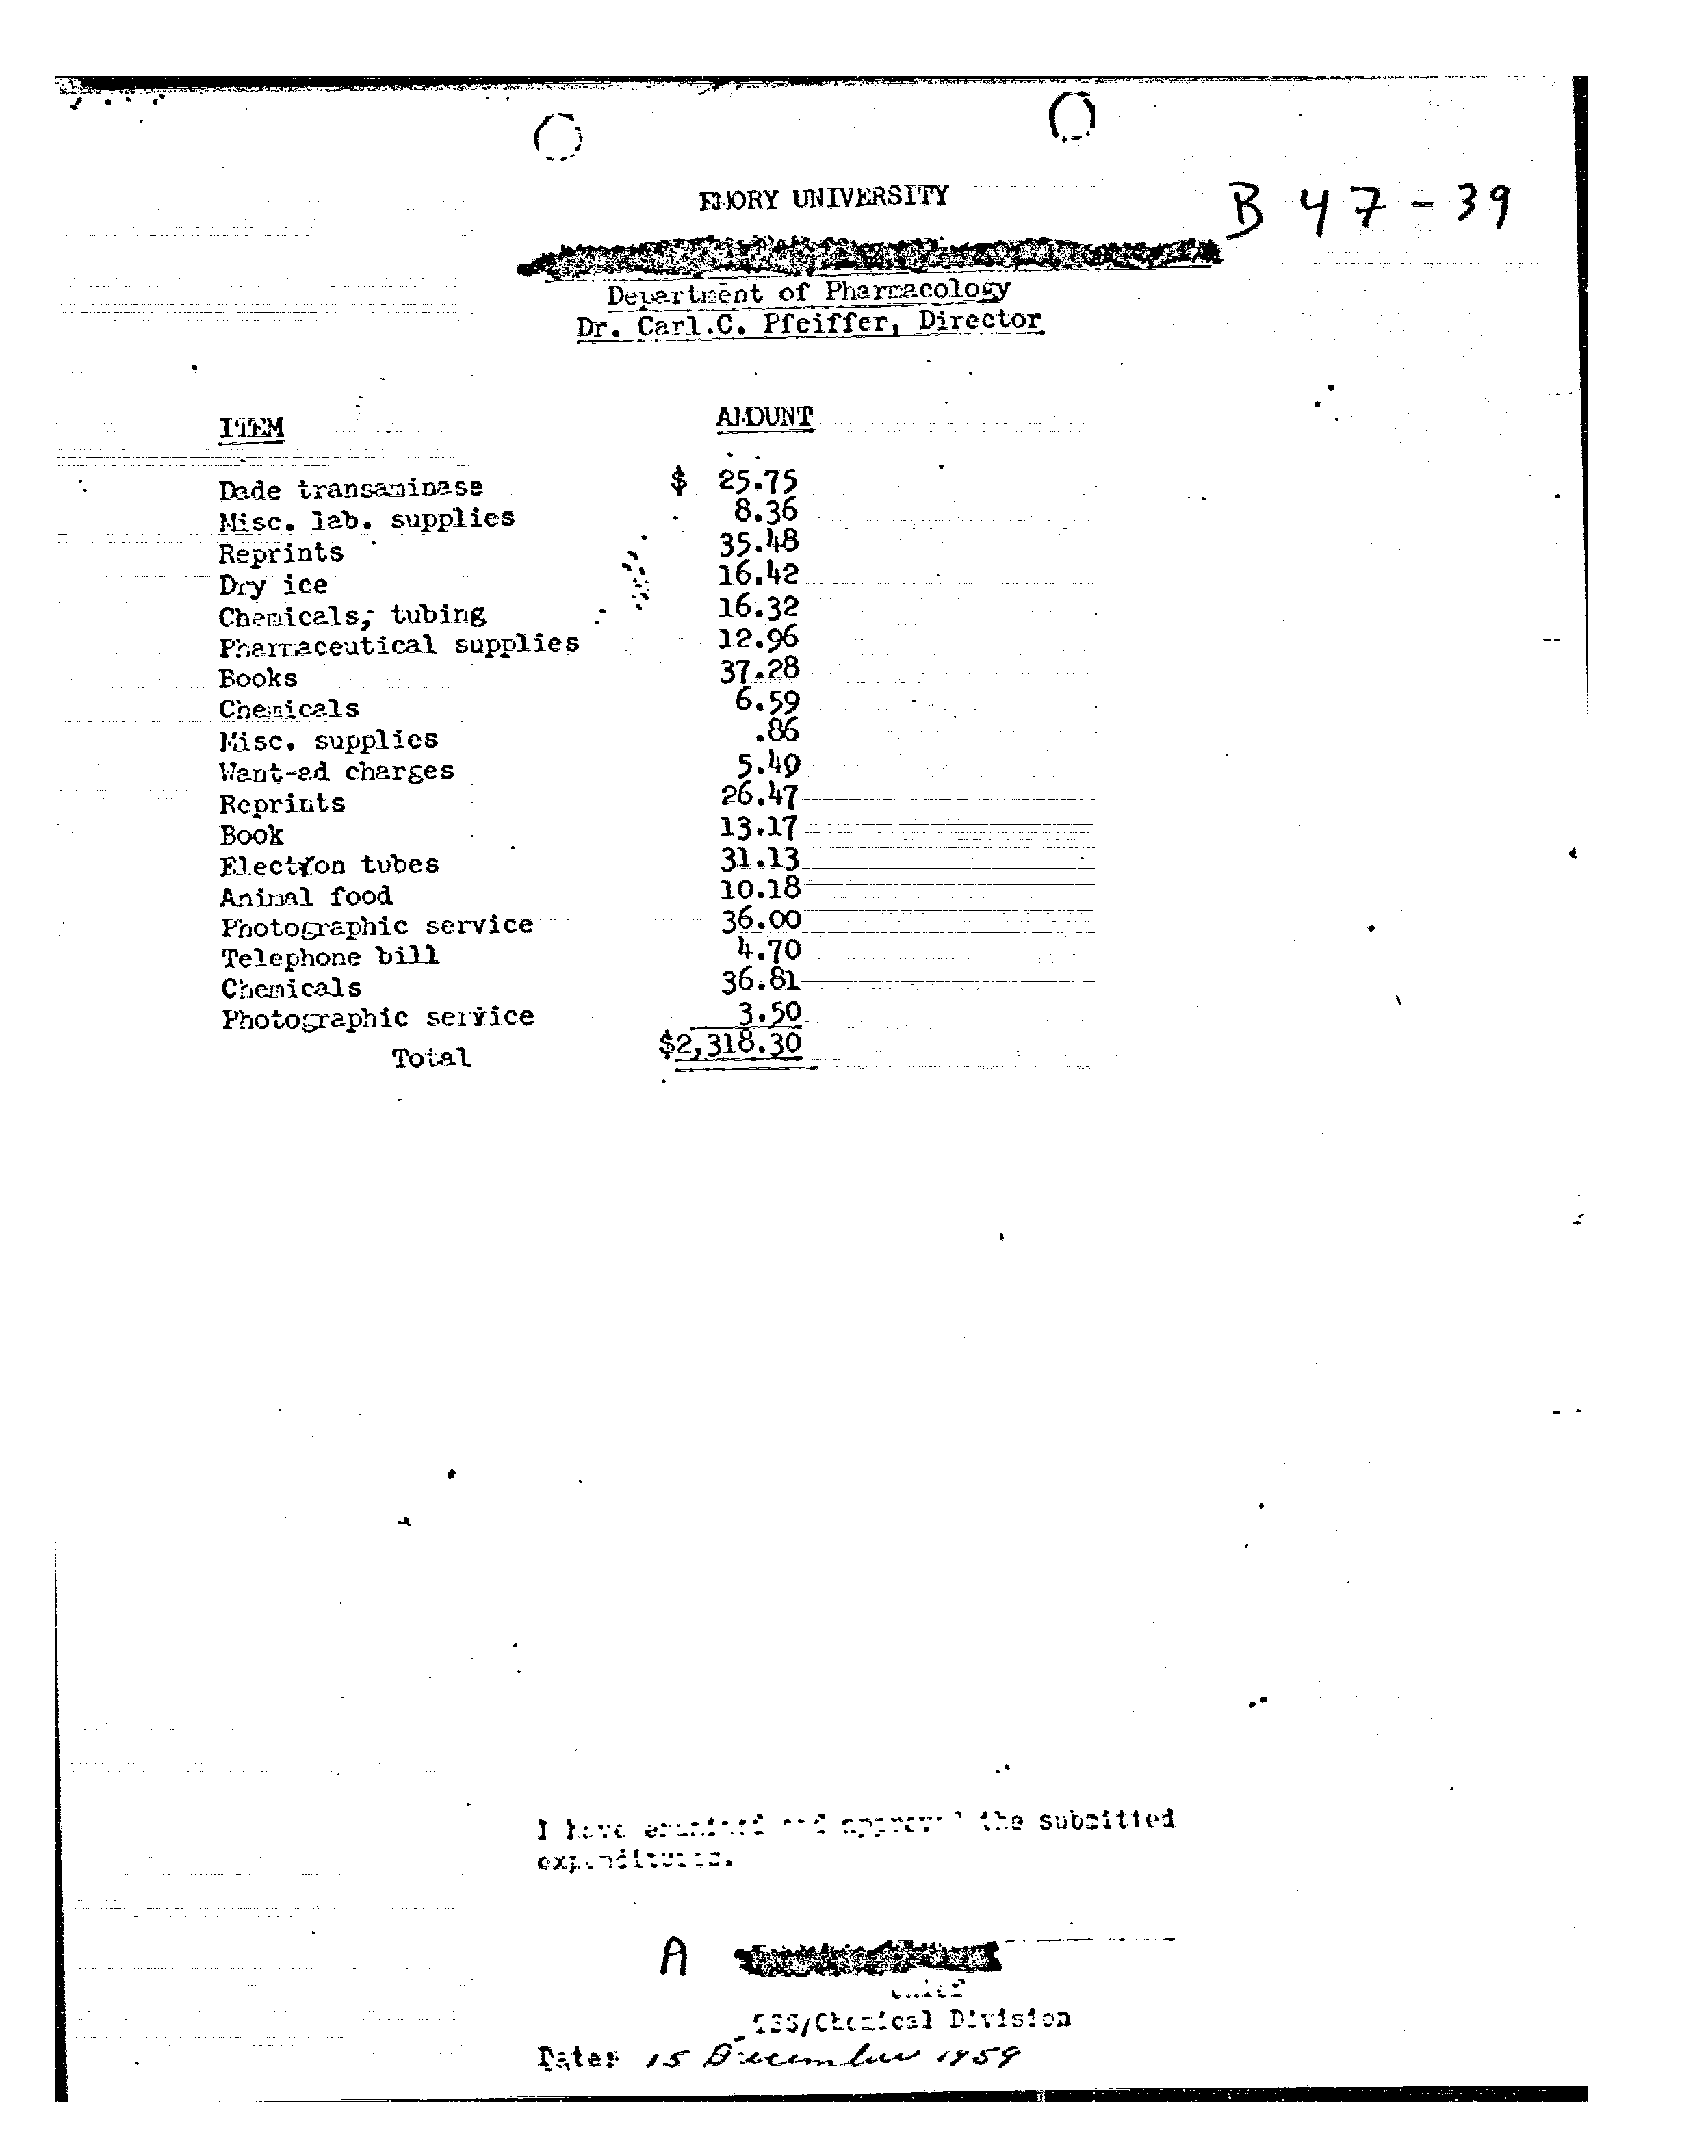 EMORY UNIVERSITY
B 47-39
Department of Pharmacology
Dr. Carl.C. Pfeiffer, Director
ITEM AMOUNT
Dade transaminase $ 25.75
Misc. lab. supplies 8.36
Reprints 35.48
Dry ice 16.42
Chemicals, tubing 16.32
Pharmaceutical supplies 12.96
Books 37.28
Chemicals 6.59
Misc. supplies .86
Want-ad charges 5.49
Reprints 26.47
Book 13.17
Electron tubes 31.13
Animal food 10.18
Photographic service 36.00
Telephone bill 4.70
Chemicals 36.81
Photographic service 3.50
Total $2,318.30
I have examined and approved the submitted
expenditures.
A
Chief
TSS/Chemical Division
Date: 15 December 1959